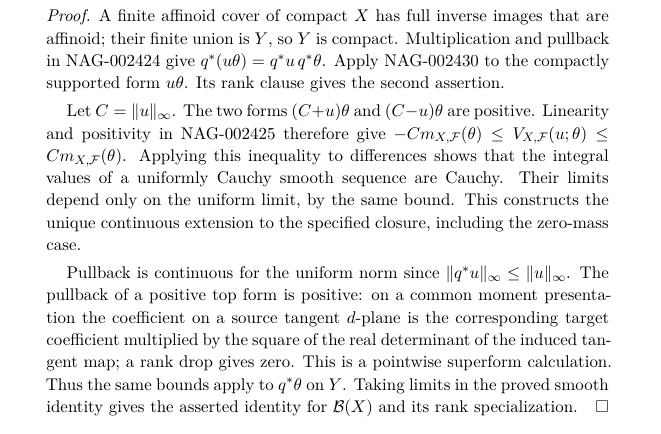 Proof. A finite affinoid cover of compact X has full inverse images that are
affinoid; their finite union is Y, so Y is compact. Multiplication and pullback
in NAG-002424 give q*(uθ) = q*u q*θ. Apply NAG-002430 to the compactly
supported form uθ. Its rank clause gives the second assertion.
Let C = ‖u‖∞. The two forms (C+u)θ and (C−u)θ are positive. Linearity
and positivity in NAG-002425 therefore give −Cm_{X,ℱ}(θ) ≤ V_{X,ℱ}(u; θ) ≤
Cm_{X,ℱ}(θ). Applying this inequality to differences shows that the integral
values of a uniformly Cauchy smooth sequence are Cauchy. Their limits
depend only on the uniform limit, by the same bound. This constructs the
unique continuous extension to the specified closure, including the zero-mass
case.
Pullback is continuous for the uniform norm since ‖q*u‖∞ ≤ ‖u‖∞. The
pullback of a positive top form is positive: on a common moment presenta-
tion the coefficient on a source tangent d-plane is the corresponding target
coefficient multiplied by the square of the real determinant of the induced tan-
gent map; a rank drop gives zero. This is a pointwise superform calculation.
Thus the same bounds apply to q*θ on Y. Taking limits in the proved smooth
identity gives the asserted identity for ℬ(X) and its rank specialization. □